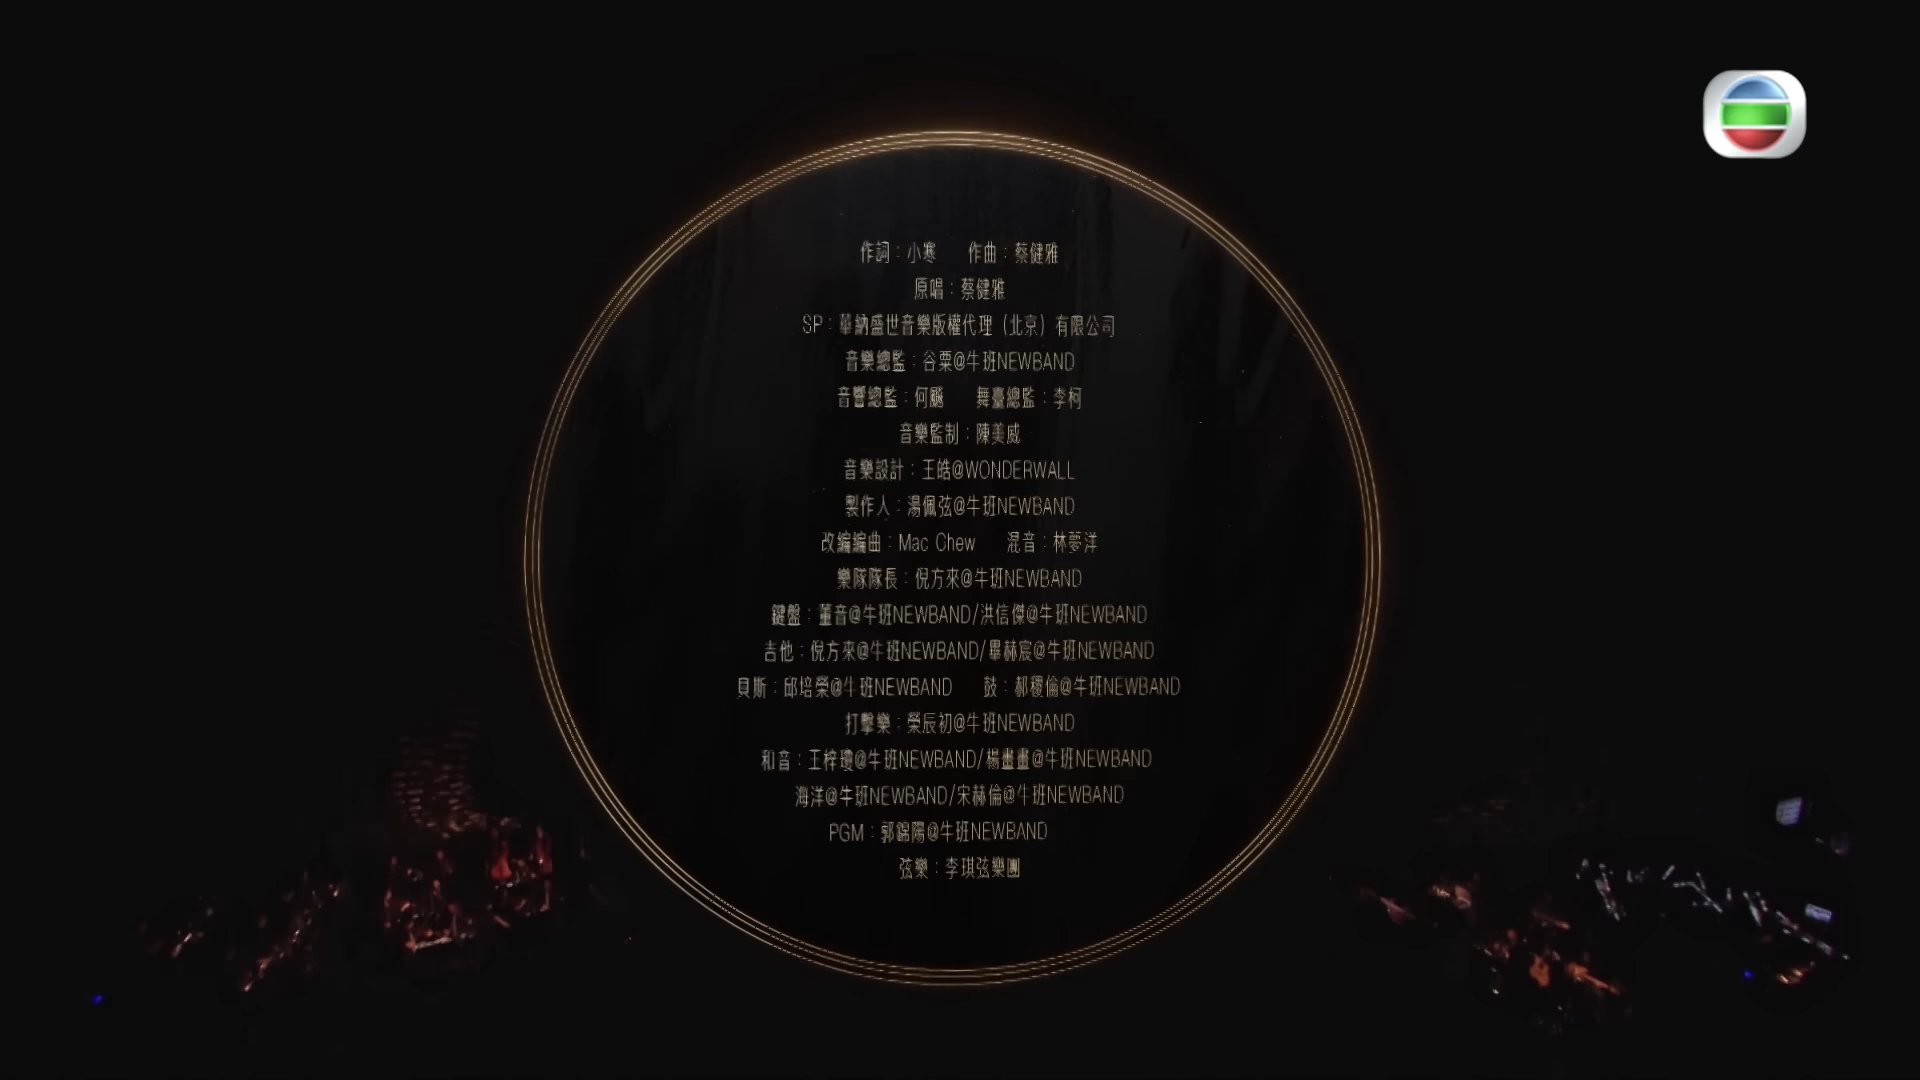 作詞：小寒　作曲：蔡健雅
原唱：蔡健雅
SP：華納盛世音樂版權代理（北京）有限公司
音樂總監：谷粟@牛班NEWBAND
音響總監：何飈　舞臺總監：李柯
音樂監制：陳美威
音樂設計：王皓@WONDERWALL
製作人：湯佩弦@牛班NEWBAND
改編編曲：Mac Chew　混音：林夢洋
樂隊隊長：倪方來@牛班NEWBAND
鍵盤：董音@牛班NEWBAND/洪信傑@牛班NEWBAND
吉他：倪方來@牛班NEWBAND/畢赫宸@牛班NEWBAND
貝斯：邱培榮@牛班NEWBAND　鼓：郝稷倫@牛班NEWBAND
打擊樂：榮辰初@牛班NEWBAND
和音：王梓瓊@牛班NEWBAND/楊畫畫@牛班NEWBAND
海洋@牛班NEWBAND/宋赫倫@牛班NEWBAND
PGM：郭錦陽@牛班NEWBAND
弦樂：李琪弦樂團